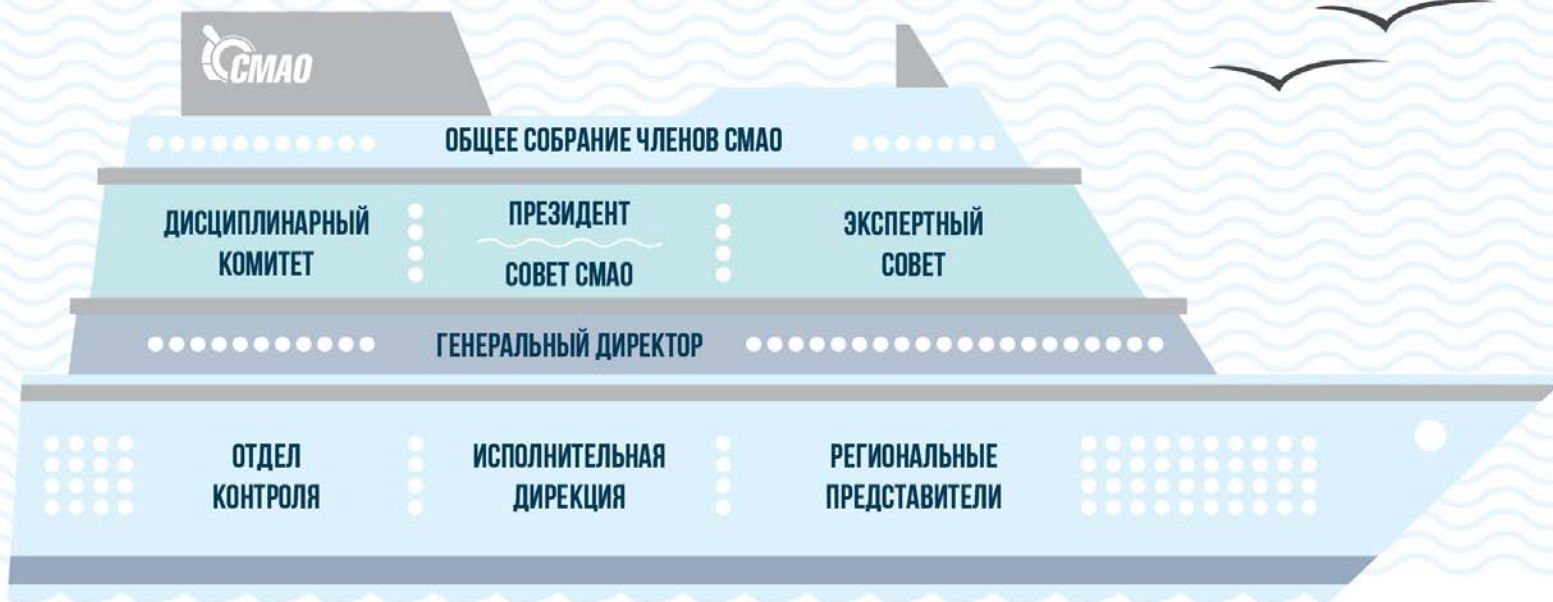 СМАО
ОБЩЕЕ СОБРАНИЕ ЧЛЕНОВ СМАО
ДИСЦИПЛИНАРНЫЙ
КОМИТЕТ
ПРЕЗИДЕНТ
СОВЕТ СМАО
ЭКСПЕРТНЫЙ
СОВЕТ
ГЕНЕРАЛЬНЫЙ ДИРЕКТОР
ОТДЕЛ
КОНТРОЛЯ
ИСПОЛНИТЕЛЬНАЯ
ДИРЕКЦИЯ
РЕГИОНАЛЬНЫЕ
ПРЕДСТАВИТЕЛИ